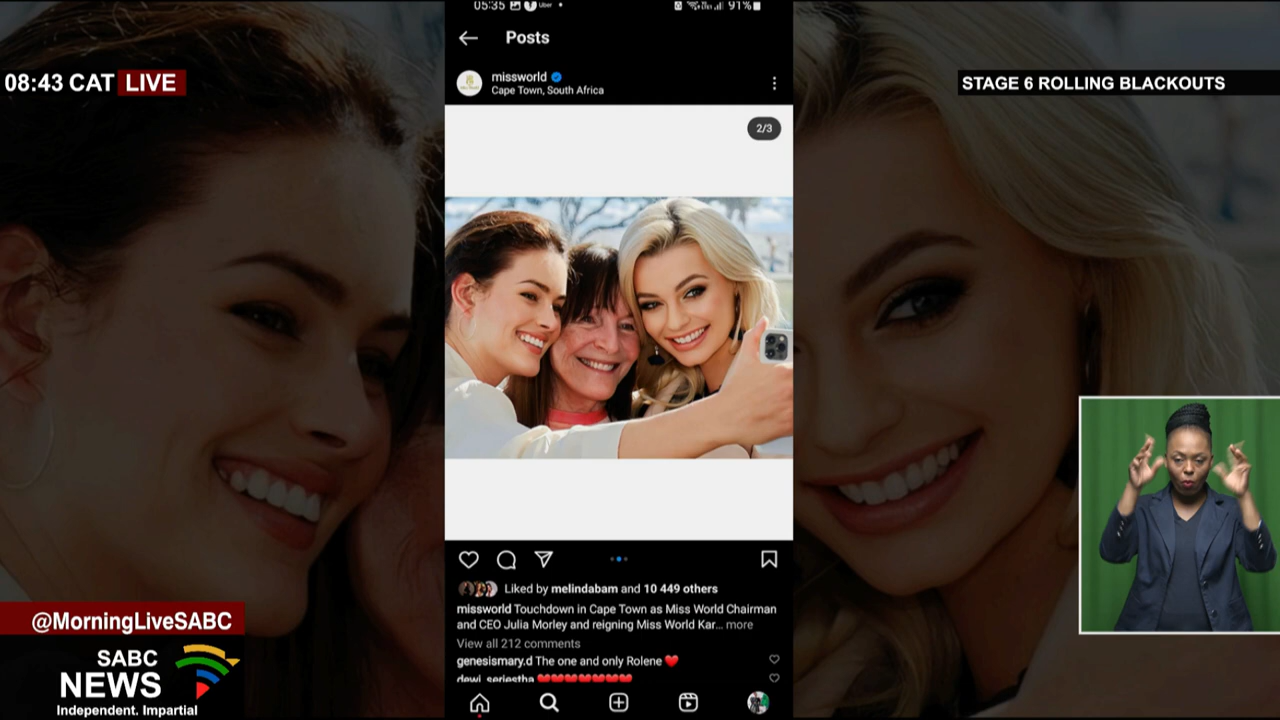 05:35
Uber
91%
Posts
08:43 CAT LIVE
missworld
Cape Town, South Africa
STAGE 6 ROLLING BLACKOUTS
2/3
Liked by melindabam and 10 449 others
missworld Touchdown in Cape Town as Miss World Chairman
and CEO Julia Morley and reigning Miss World Kar... more
View all 212 comments
genesismary.d The one and only Rolene ❤️
dewi_seriestha ❤️❤️❤️❤️❤️❤️❤️
@MorningLiveSABC
SABC
NEWS
Independent. Impartial